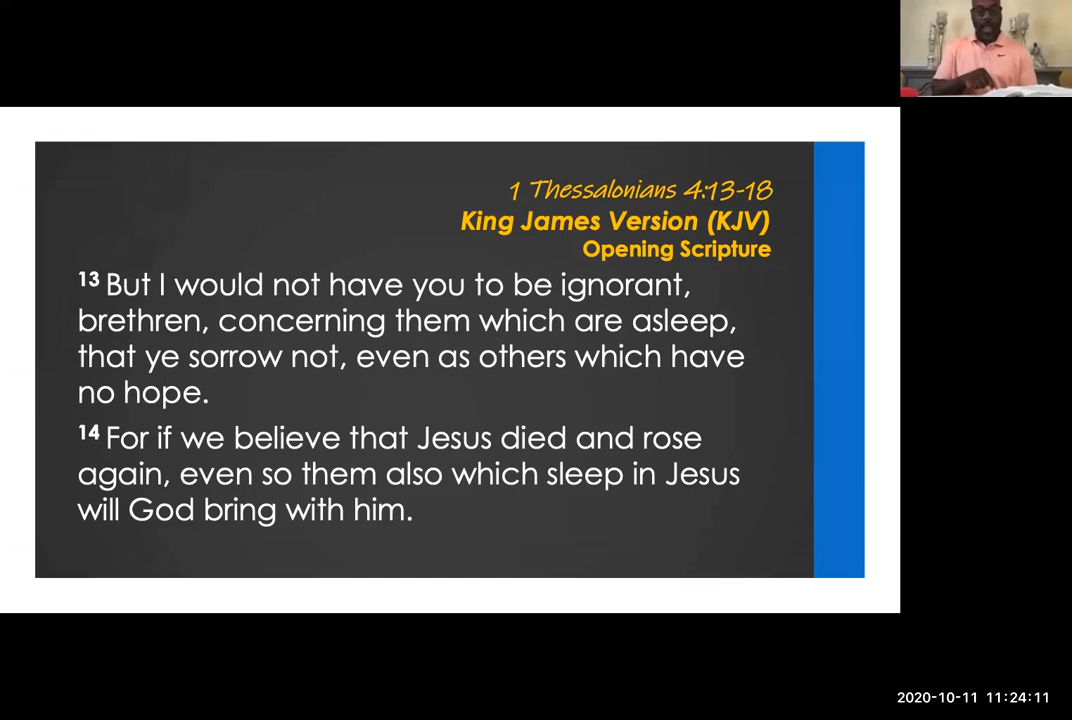 1 Thessalonians 4:13-18
King James Version (KJV)
Opening Scripture
13 But I would not have you to be ignorant,
brethren, concerning them which are asleep,
that ye sorrow not, even as others which have
no hope.
14 For if we believe that Jesus died and rose
again, even so them also which sleep in Jesus
will God bring with him.
2020-10-11 11:24:11